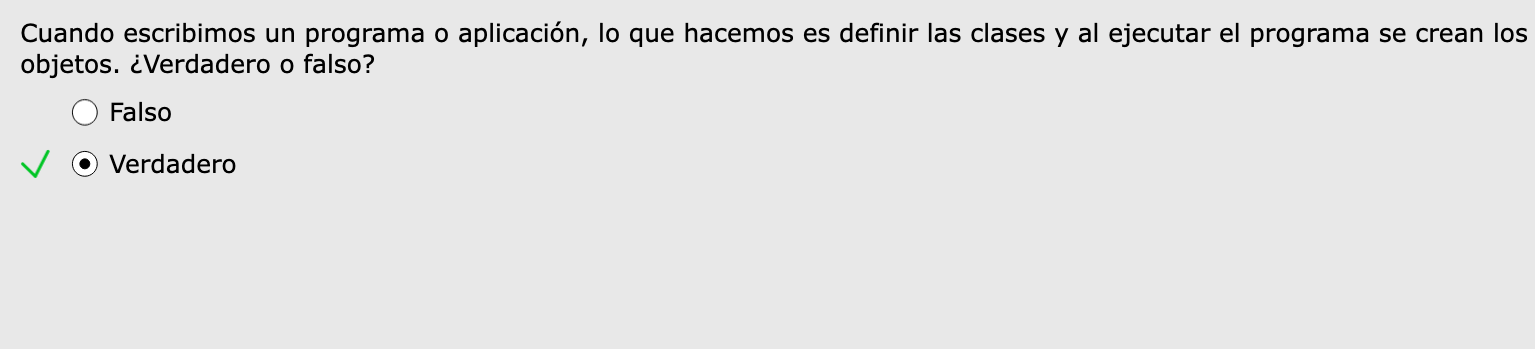 Cuando escribimos un programa o aplicación, lo que hacemos es definir las clases y al ejecutar el programa se crean los
objetos. ¿Verdadero o falso?
Falso
Verdadero